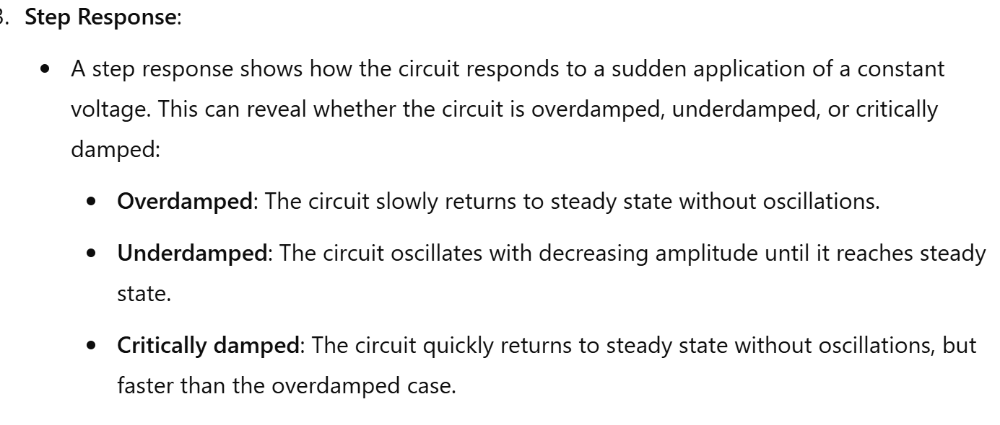 3. Step Response:
• A step response shows how the circuit responds to a sudden application of a constant
voltage. This can reveal whether the circuit is overdamped, underdamped, or critically
damped:
• Overdamped: The circuit slowly returns to steady state without oscillations.
• Underdamped: The circuit oscillates with decreasing amplitude until it reaches steady
state.
• Critically damped: The circuit quickly returns to steady state without oscillations, but
faster than the overdamped case.